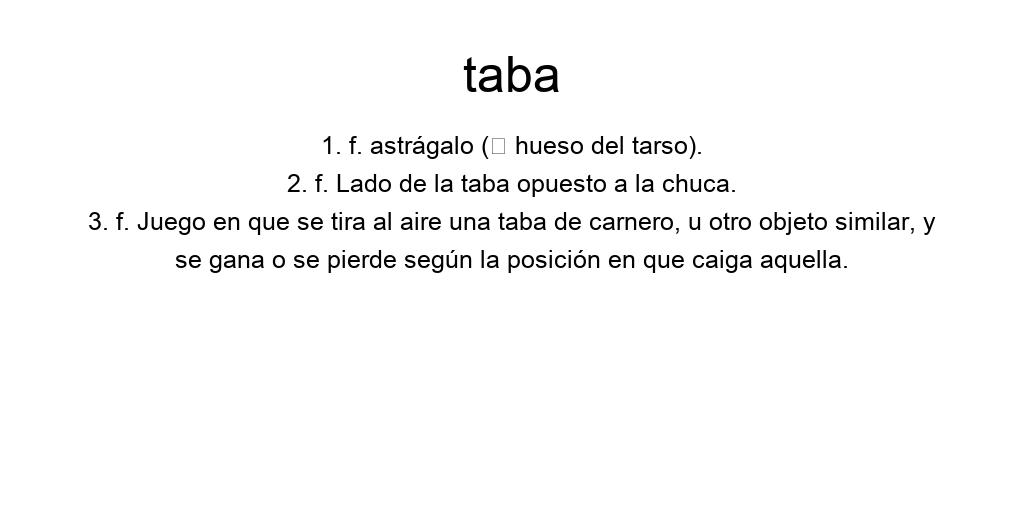 taba
1. f. astrágalo (□ hueso del tarso).
2. f. Lado de la taba opuesto a la chuca.
3. f. Juego en que se tira al aire una taba de carnero, u otro objeto similar, y
se gana o se pierde según la posición en que caiga aquella.